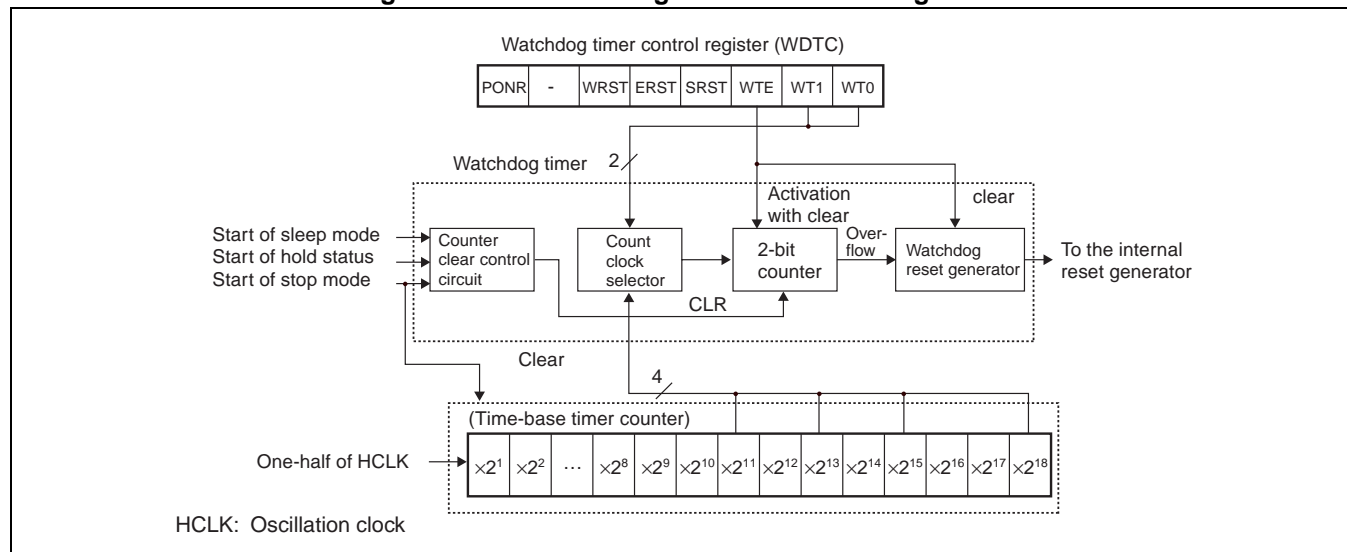 Watchdog timer control register (WDTC)
PONR - WRST ERST SRST WTE WT1 WT0
Watchdog timer
2
Activation
with clear
clear
Start of sleep mode
Start of hold status
Start of stop mode
Counter
clear control
circuit
Count
clock
selector
2-bit
counter
Over-
flow
Watchdog
reset generator
To the internal
reset generator
CLR
Clear
4
(Time-base timer counter)
One-half of HCLK
×2¹ ×2² ... ×2⁸ ×2⁹ ×2¹⁰ ×2¹¹ ×2¹² ×2¹³ ×2¹⁴ ×2¹⁵ ×2¹⁶ ×2¹⁷ ×2¹⁸
HCLK: Oscillation clock